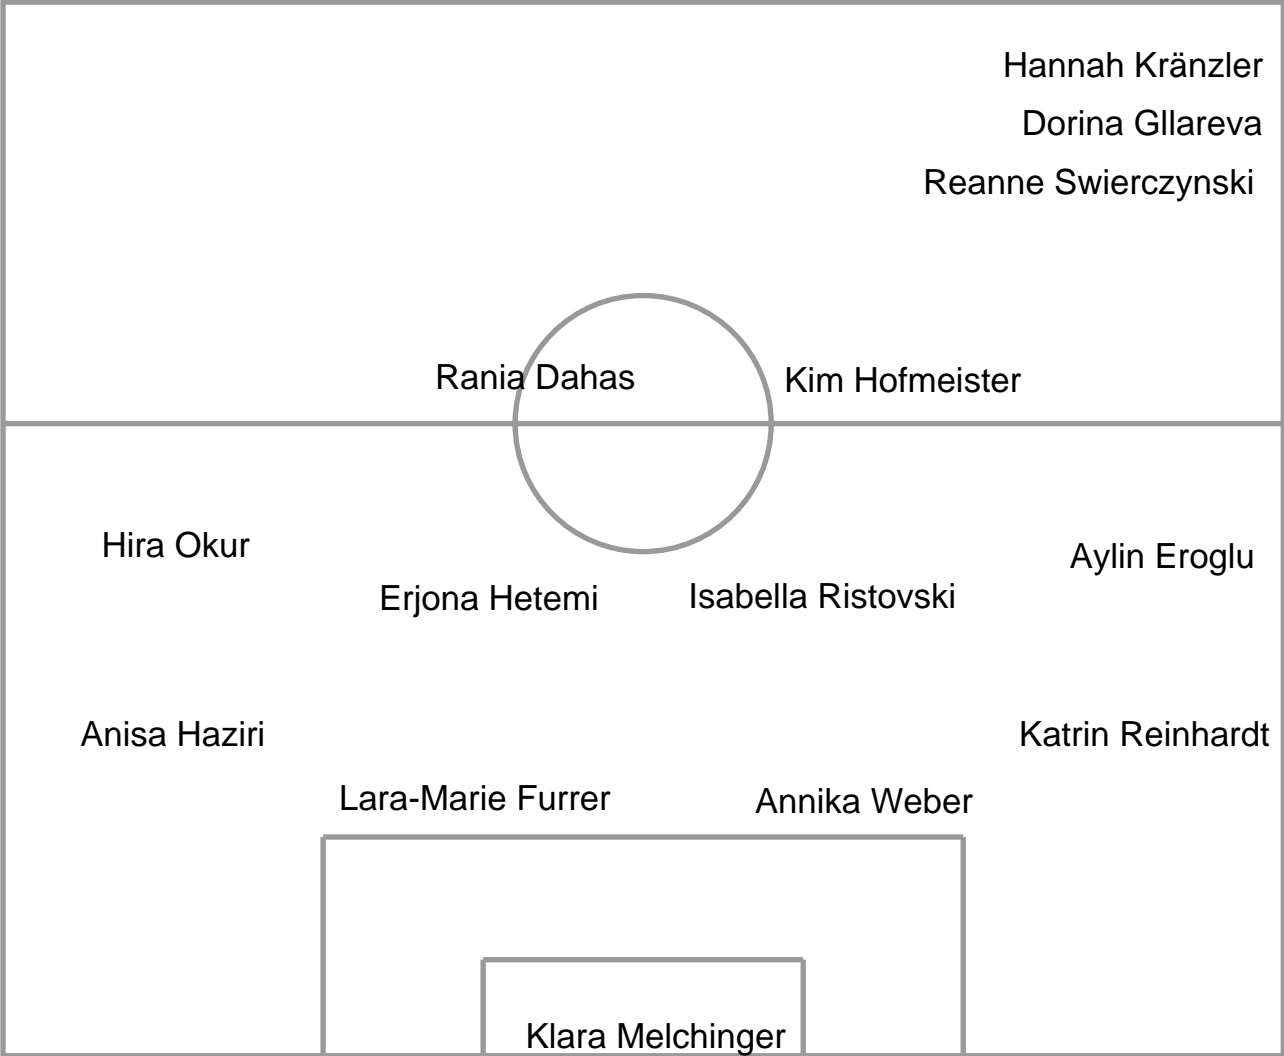 Hannah Kränzler
Dorina Gllareva
Reanne Swierczynski
Rania Dahas
Kim Hofmeister
Hira Okur
Aylin Eroglu
Erjona Hetemi
Isabella Ristovski
Anisa Haziri
Katrin Reinhardt
Lara-Marie Furrer
Annika Weber
Klara Melchinger